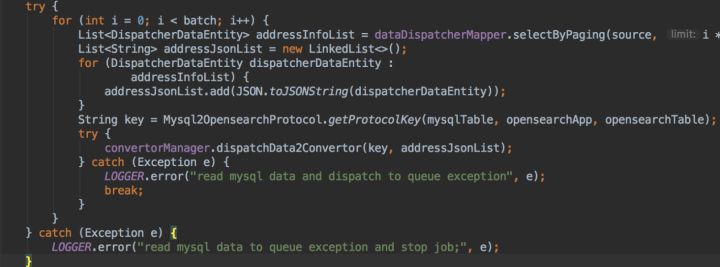 try {
for (int i = 0; i < batch; i++) {
List<DispatcherDataEntity> addressInfoList = dataDispatcherMapper.selectByPaging(source, limit: i *
List<String> addressJsonList = new LinkedList<>();
for (DispatcherDataEntity dispatcherDataEntity :
addressInfoList) {
addressJsonList.add(JSON.toJSONString(dispatcherDataEntity));
}
String key = Mysql2OpensearchProtocol.getProtocolKey(mysqlTable, opensearchApp, opensearchTable);
try {
convertorManager.dispatchData2Convertor(key, addressJsonList);
} catch (Exception e) {
LOGGER.error("read mysql data and dispatch to queue exception", e);
break;
}
}
} catch (Exception e) {
LOGGER.error("read mysql data to queue exception and stop job;", e);
}